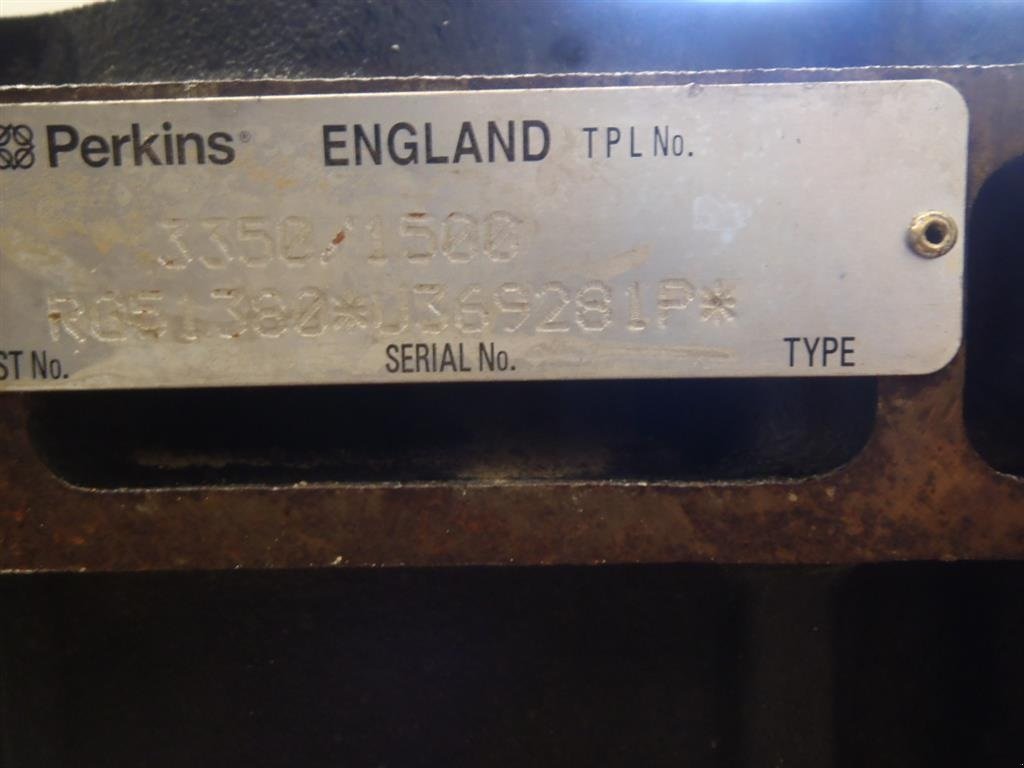 Perkins® ENGLAND TPL No.
3350/1500
RG51380*U369281P*
ST No. SERIAL No. TYPE